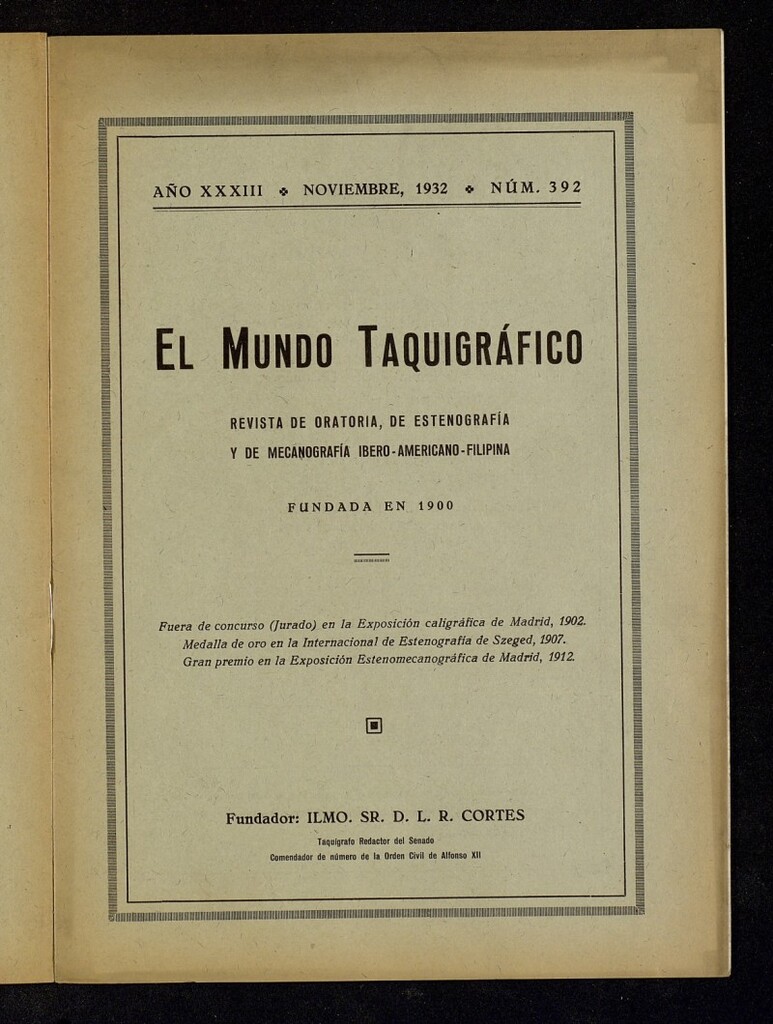 AÑO XXXIII ❖ NOVIEMBRE, 1932 ❖ NÚM. 392
EL MUNDO TAQUIGRÁFICO
REVISTA DE ORATORIA, DE ESTENOGRAFÍA
Y DE MECANOGRAFÍA IBERO-AMERICANO-FILIPINA
FUNDADA EN 1900
Fuera de concurso (Jurado) en la Exposición caligráfica de Madrid, 1902.
Medalla de oro en la Internacional de Estenografía de Szeged, 1907.
Gran premio en la Exposición Estenomecanográfica de Madrid, 1912.
Fundador: ILMO. SR. D. L. R. CORTES
Taquígrafo Redactor del Senado
Comendador de número de la Orden Civil de Alfonso XII